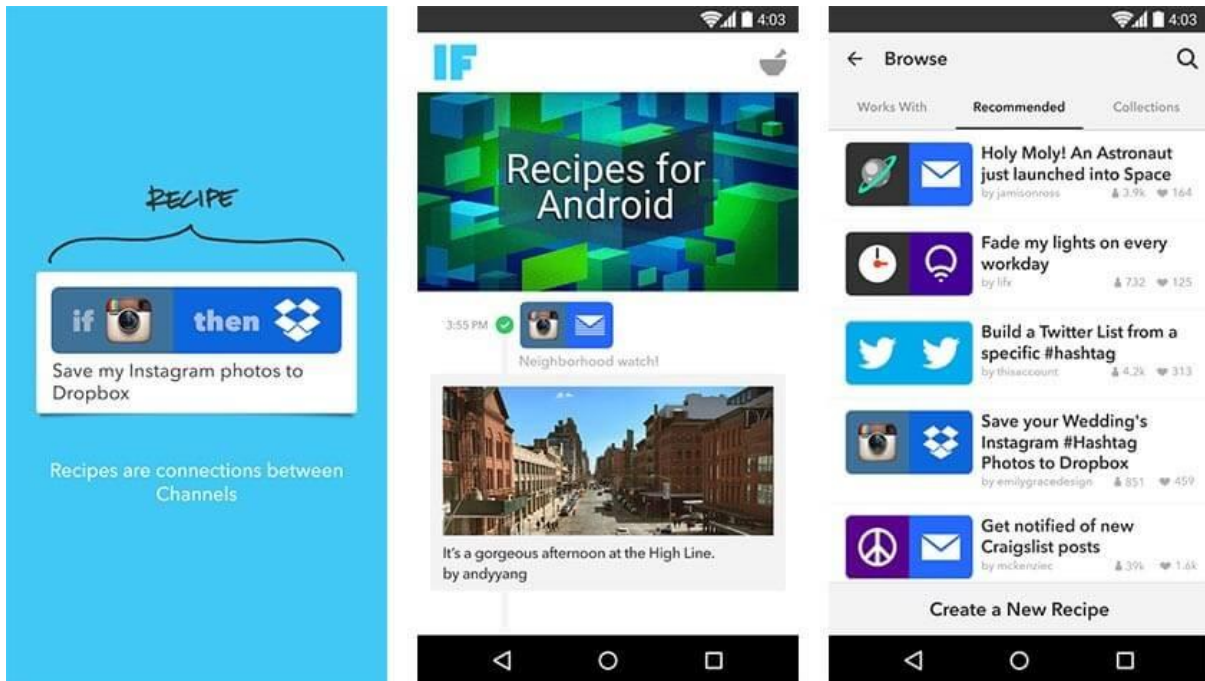 RECIPE
if then
Save my Instagram photos to
Dropbox
Recipes are connections between
Channels
4:03
IF
Recipes for
Android
3:55 PM
Neighborhood watch!
It's a gorgeous afternoon at the High Line.
by andyyang
4:03
Browse
Works With Recommended Collections
Holy Moly! An Astronaut
just launched into Space
by jamisonross 3.9k 164
Fade my lights on every
workday
by lifx 732 125
Build a Twitter List from a
specific #hashtag
by thisaccount 4.2k 313
Save your Wedding's
Instagram #Hashtag
Photos to Dropbox
by emilygracedesign 851 459
Get notified of new
Craigslist posts
by mckenziec 39k 1.6k
Create a New Recipe